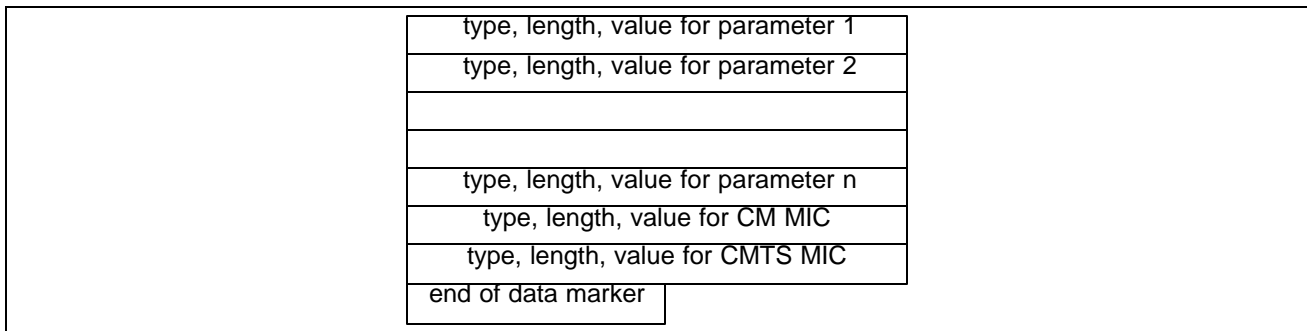 type, length, value for parameter 1
type, length, value for parameter 2
type, length, value for parameter n
type, length, value for CM MIC
type, length, value for CMTS MIC
end of data marker